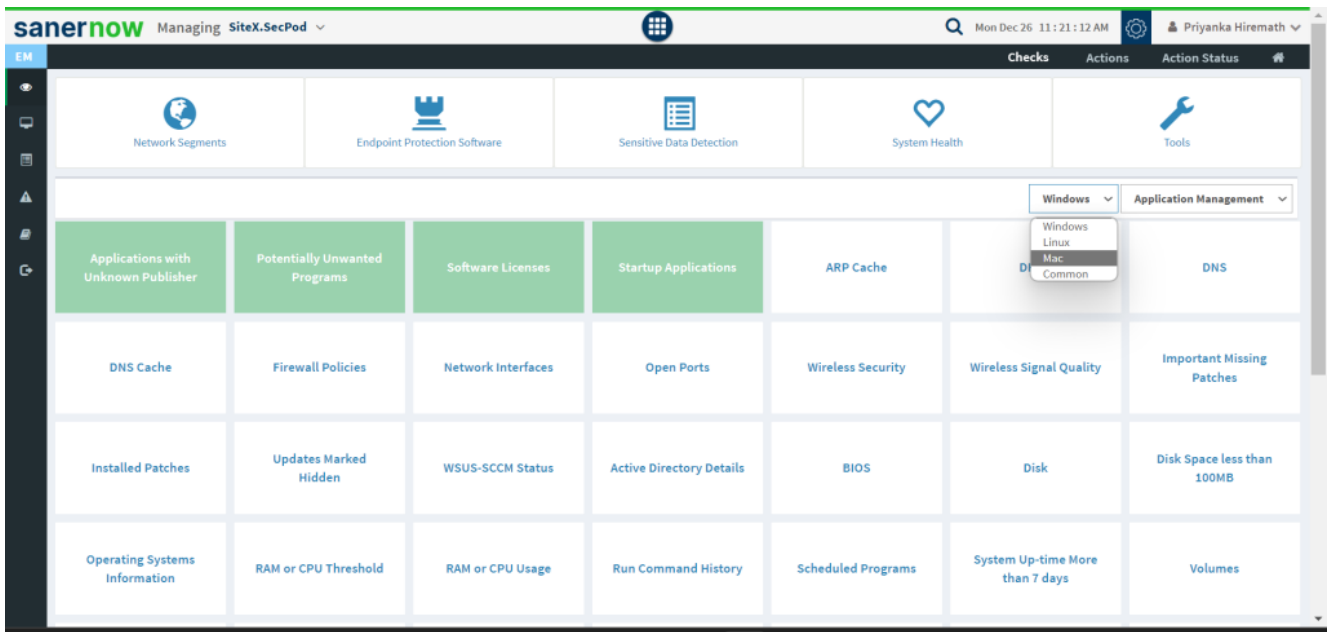 sanernow Managing SiteX.SecPod Mon Dec 26 11:21:12 AM Priyanka Hiremath
EM Checks Actions Action Status
Network Segments Endpoint Protection Software Sensitive Data Detection System Health Tools
Windows Application Management
Windows
Linux
Mac
Common
Applications with
Unknown Publisher
Potentially Unwanted
Programs
Software Licenses
Startup Applications
ARP Cache
DNS
DNS Cache
Firewall Policies
Network Interfaces
Open Ports
Wireless Security
Wireless Signal Quality
Important Missing
Patches
Installed Patches
Updates Marked
Hidden
WSUS-SCCM Status
Active Directory Details
BIOS
Disk
Disk Space less than
100MB
Operating Systems
Information
RAM or CPU Threshold
RAM or CPU Usage
Run Command History
Scheduled Programs
System Up-time More
than 7 days
Volumes